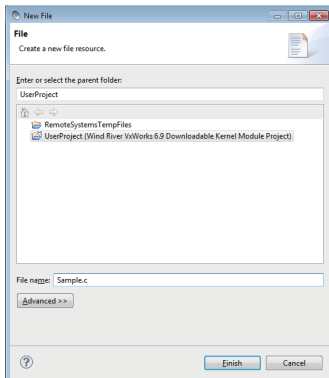 New File
File
Create a new file resource.
Enter or select the parent folder:
UserProject
RemoteSystemsTempFiles
UserProject (Wind River VxWorks 6.9 Downloadable Kernel Module Project)
File name: Sample.c
Advanced >>
Finish Cancel